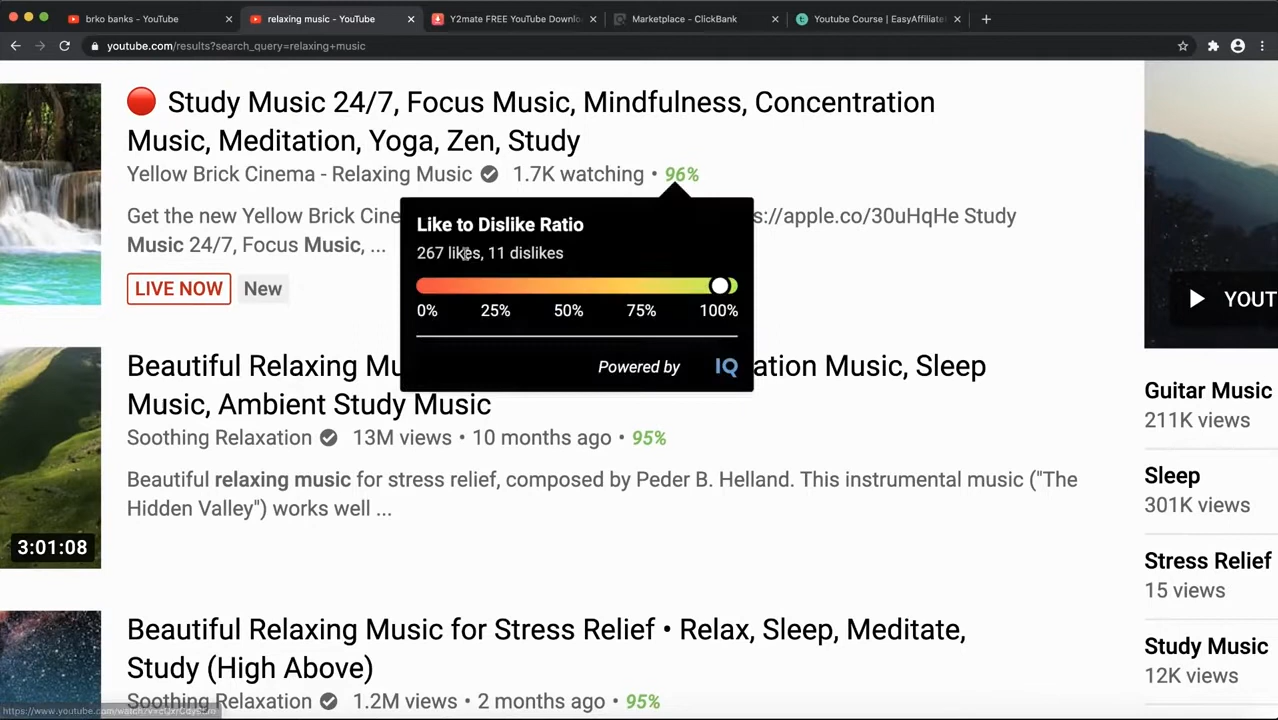 brko banks - YouTube
relaxing music - YouTube
Y2mate FREE YouTube Downlo
Marketplace - ClickBank
Youtube Course | EasyAffiliate
youtube.com/results?search_query=relaxing+music
Study Music 24/7, Focus Music, Mindfulness, Concentration
Music, Meditation, Yoga, Zen, Study
Yellow Brick Cinema - Relaxing Music 1.7K watching • 96%
Get the new Yellow Brick Cine s://apple.co/30uHqHe Study
Music 24/7, Focus Music, ...
LIVE NOW New
Like to Dislike Ratio
267 likes, 11 dislikes
0% 25% 50% 75% 100%
Powered by IQ
Beautiful Relaxing Mu ation Music, Sleep
Music, Ambient Study Music
Soothing Relaxation 13M views • 10 months ago • 95%
Beautiful relaxing music for stress relief, composed by Peder B. Helland. This instrumental music ("The
Hidden Valley") works well ...
3:01:08
Beautiful Relaxing Music for Stress Relief • Relax, Sleep, Meditate,
Study (High Above)
Soothing Relaxation 1.2M views • 2 months ago • 95%
YOUT
Guitar Music
211K views
Sleep
301K views
Stress Relief
15 views
Study Music
12K views